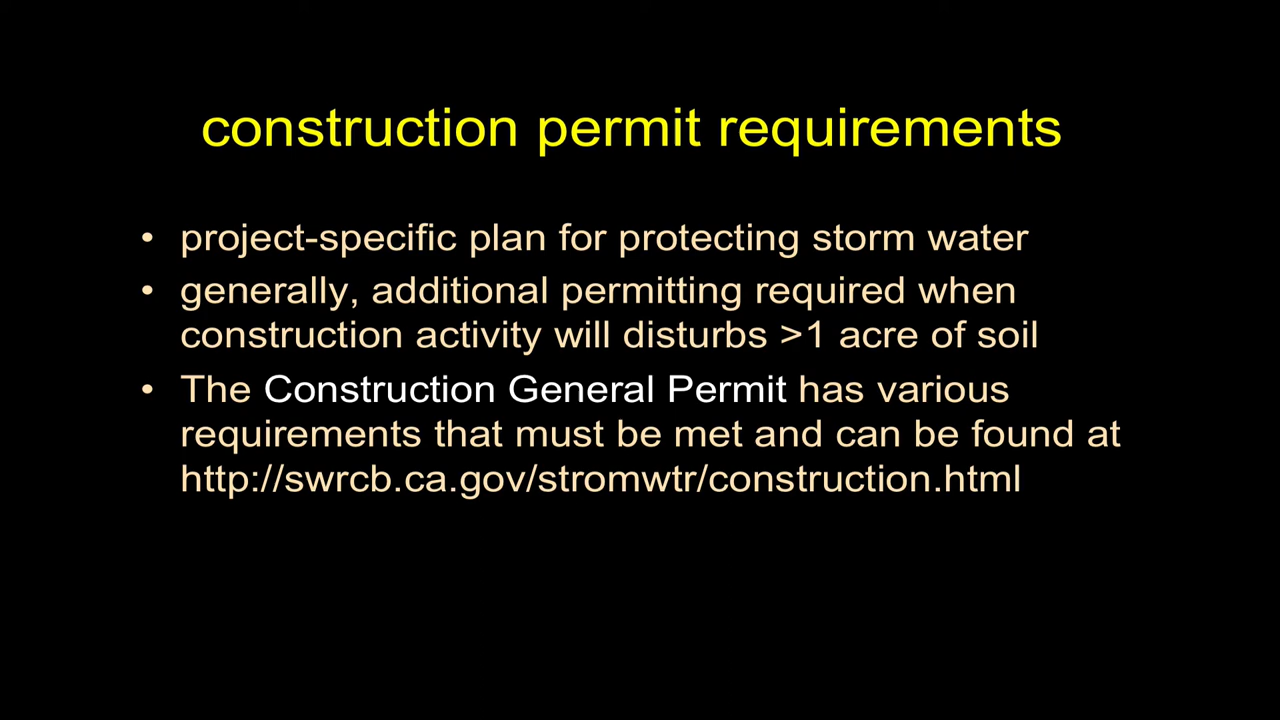 construction permit requirements
• project-specific plan for protecting storm water
• generally, additional permitting required when
construction activity will disturbs >1 acre of soil
• The Construction General Permit has various
requirements that must be met and can be found at
http://swrcb.ca.gov/stromwtr/construction.html